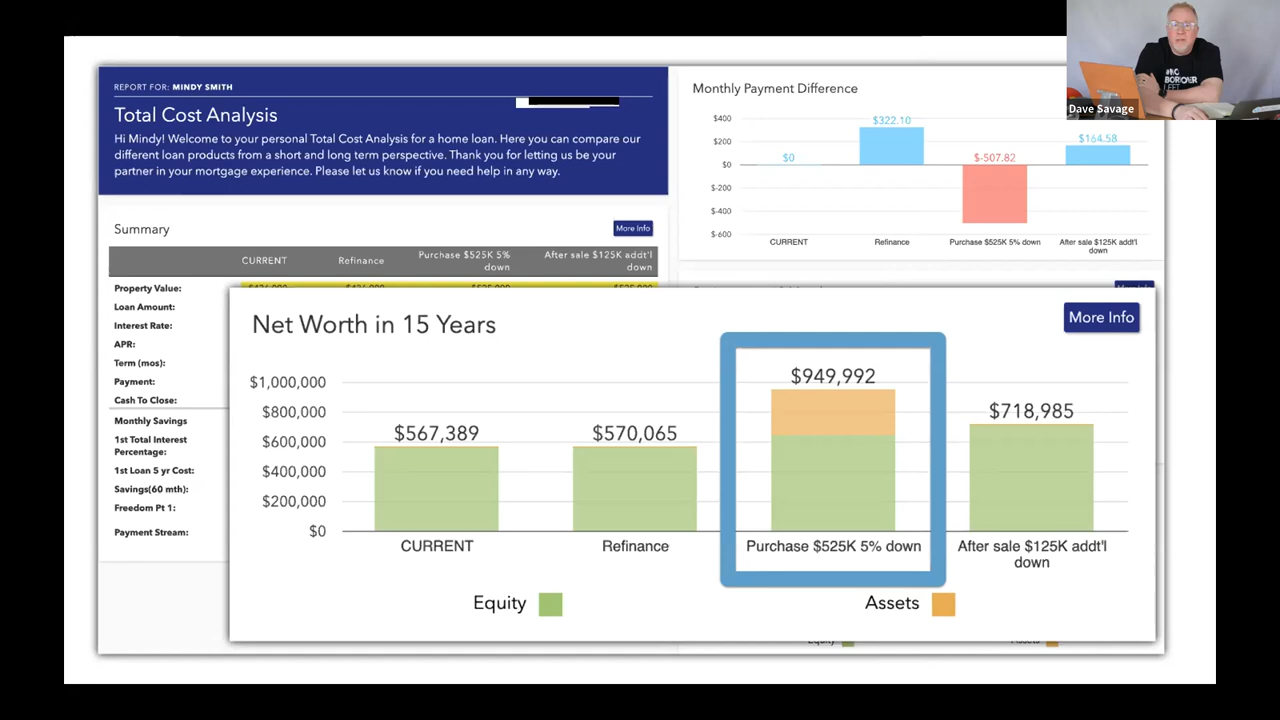 REPORT FOR: MINDY SMITH
Total Cost Analysis
Hi Mindy! Welcome to your personal Total Cost Analysis for a home loan. Here you can compare our
different loan products from a short and long term perspective. Thank you for letting us be your
partner in your mortgage experience. Please let us know if you need help in any way.
Monthly Payment Difference
$400
$200
$0
$-200
$-400
$-600
$0
$322.10
$-507.82
$164.58
CURRENT
Refinance
Purchase $525K 5% down
After sale $125K addt'l
down
Dave Savage
Summary
More Info
CURRENT
Refinance
Purchase $525K 5%
down
After sale $125K addt'l
down
Property Value:
Loan Amount:
Interest Rate:
APR:
Term (mos):
Payment:
Cash To Close:
Monthly Savings
1st Total Interest
Percentage:
1st Loan 5 yr Cost:
Savings(60 mth):
Freedom Pt 1:
Payment Stream:
Net Worth in 15 Years
More Info
$1,000,000
$800,000
$600,000
$400,000
$200,000
$0
$567,389
$570,065
$949,992
$718,985
CURRENT
Refinance
Purchase $525K 5% down
After sale $125K addt'l
down
Equity
Assets